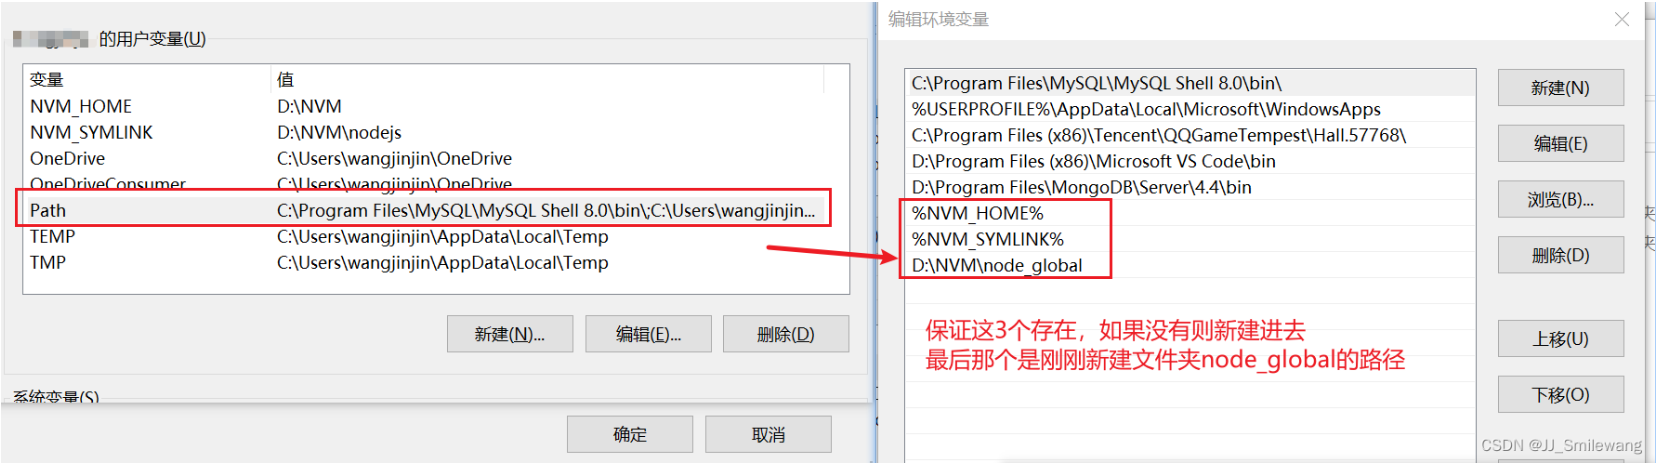 的用户变量(U)
变量 值
NVM_HOME D:\NVM
NVM_SYMLINK D:\NVM\nodejs
OneDrive C:\Users\wangjinjin\OneDrive
OneDriveConsumer C:\Users\wangjinjin\OneDrive
Path C:\Program Files\MySQL\MySQL Shell 8.0\bin\;C:\Users\wangjinjin...
TEMP C:\Users\wangjinjin\AppData\Local\Temp
TMP C:\Users\wangjinjin\AppData\Local\Temp
新建(N)... 编辑(E)... 删除(D)
系统变量(S)
确定 取消
编辑环境变量
C:\Program Files\MySQL\MySQL Shell 8.0\bin\
%USERPROFILE%\AppData\Local\Microsoft\WindowsApps
C:\Program Files (x86)\Tencent\QQGameTempest\Hall.57768\
D:\Program Files (x86)\Microsoft VS Code\bin
D:\Program Files\MongoDB\Server\4.4\bin
%NVM_HOME%
%NVM_SYMLINK%
D:\NVM\node_global
保证这3个存在，如果没有则新建进去
最后那个是刚刚新建文件夹node_global的路径
新建(N)
编辑(E)
浏览(B)...
删除(D)
上移(U)
下移(O)
CSDN @JJ_Smilewang